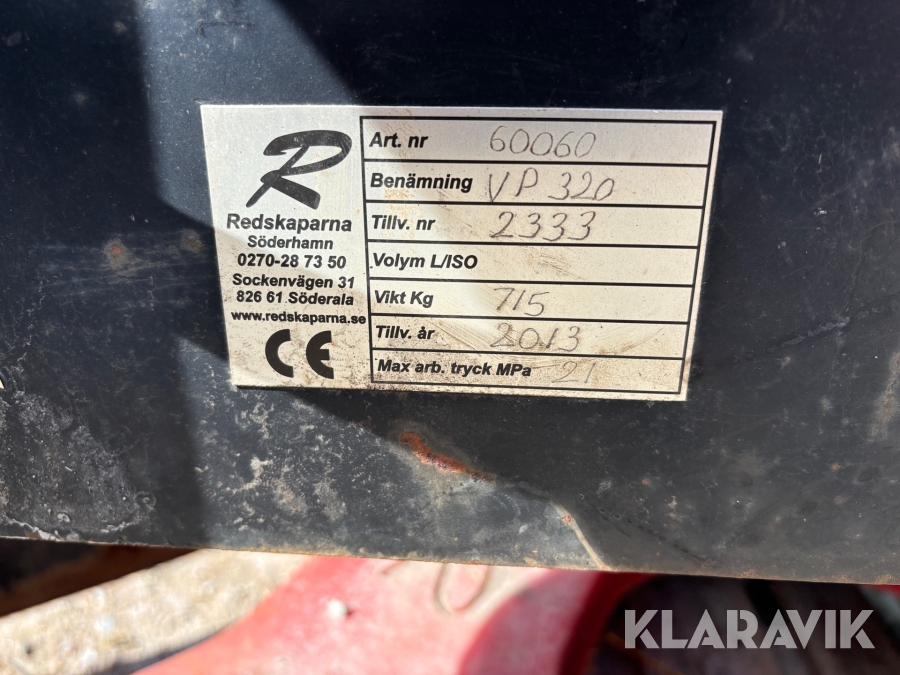 R
Redskaparna
Söderhamn
0270-28 73 50
Sockenvägen 31
826 61 Söderala
www.redskaparna.se
CE
Art. nr 60060
Benämning VP 320
Tillv. nr 2333
Volym L/ISO
Vikt Kg 715
Tillv. år 2013
Max arb. tryck MPa 21
KLARAVIK